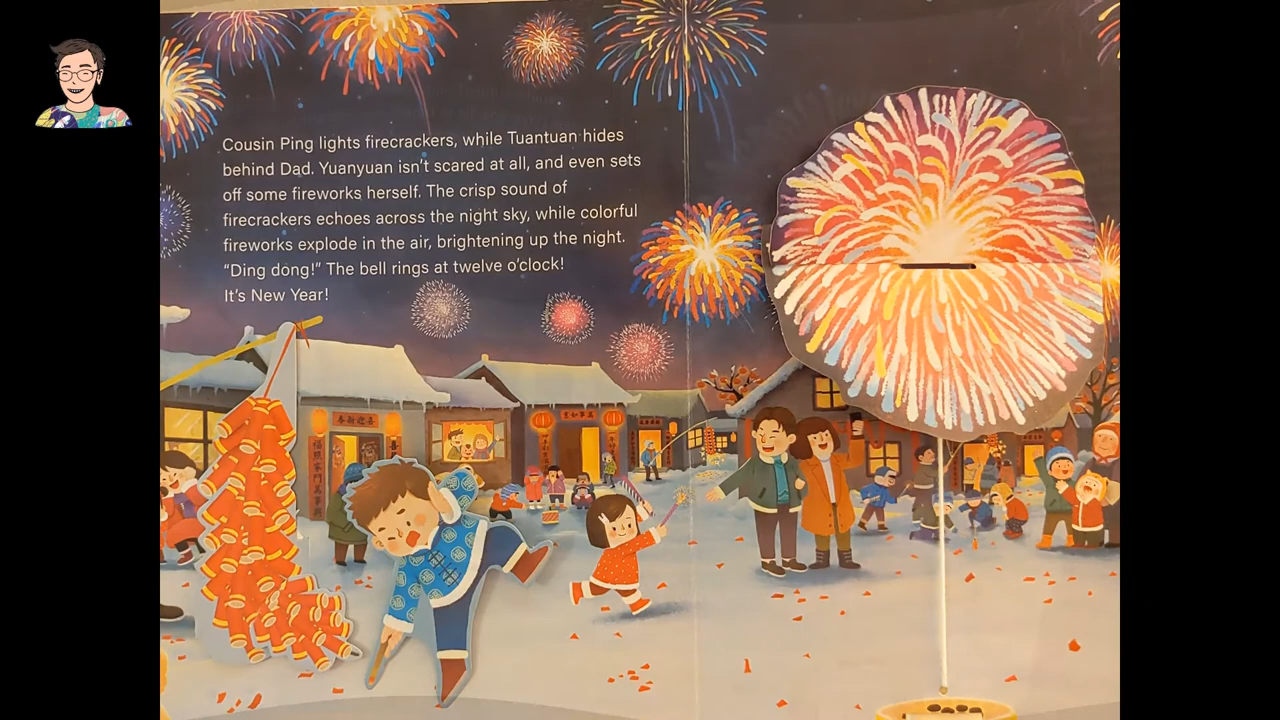 Cousin Ping lights firecrackers, while Tuantuan hides
behind Dad. Yuanyuan isn't scared at all, and even sets
off some fireworks herself. The crisp sound of
firecrackers echoes across the night sky, while colorful
fireworks explode in the air, brightening up the night.
“Ding dong!” The bell rings at twelve o'clock!
It's New Year!